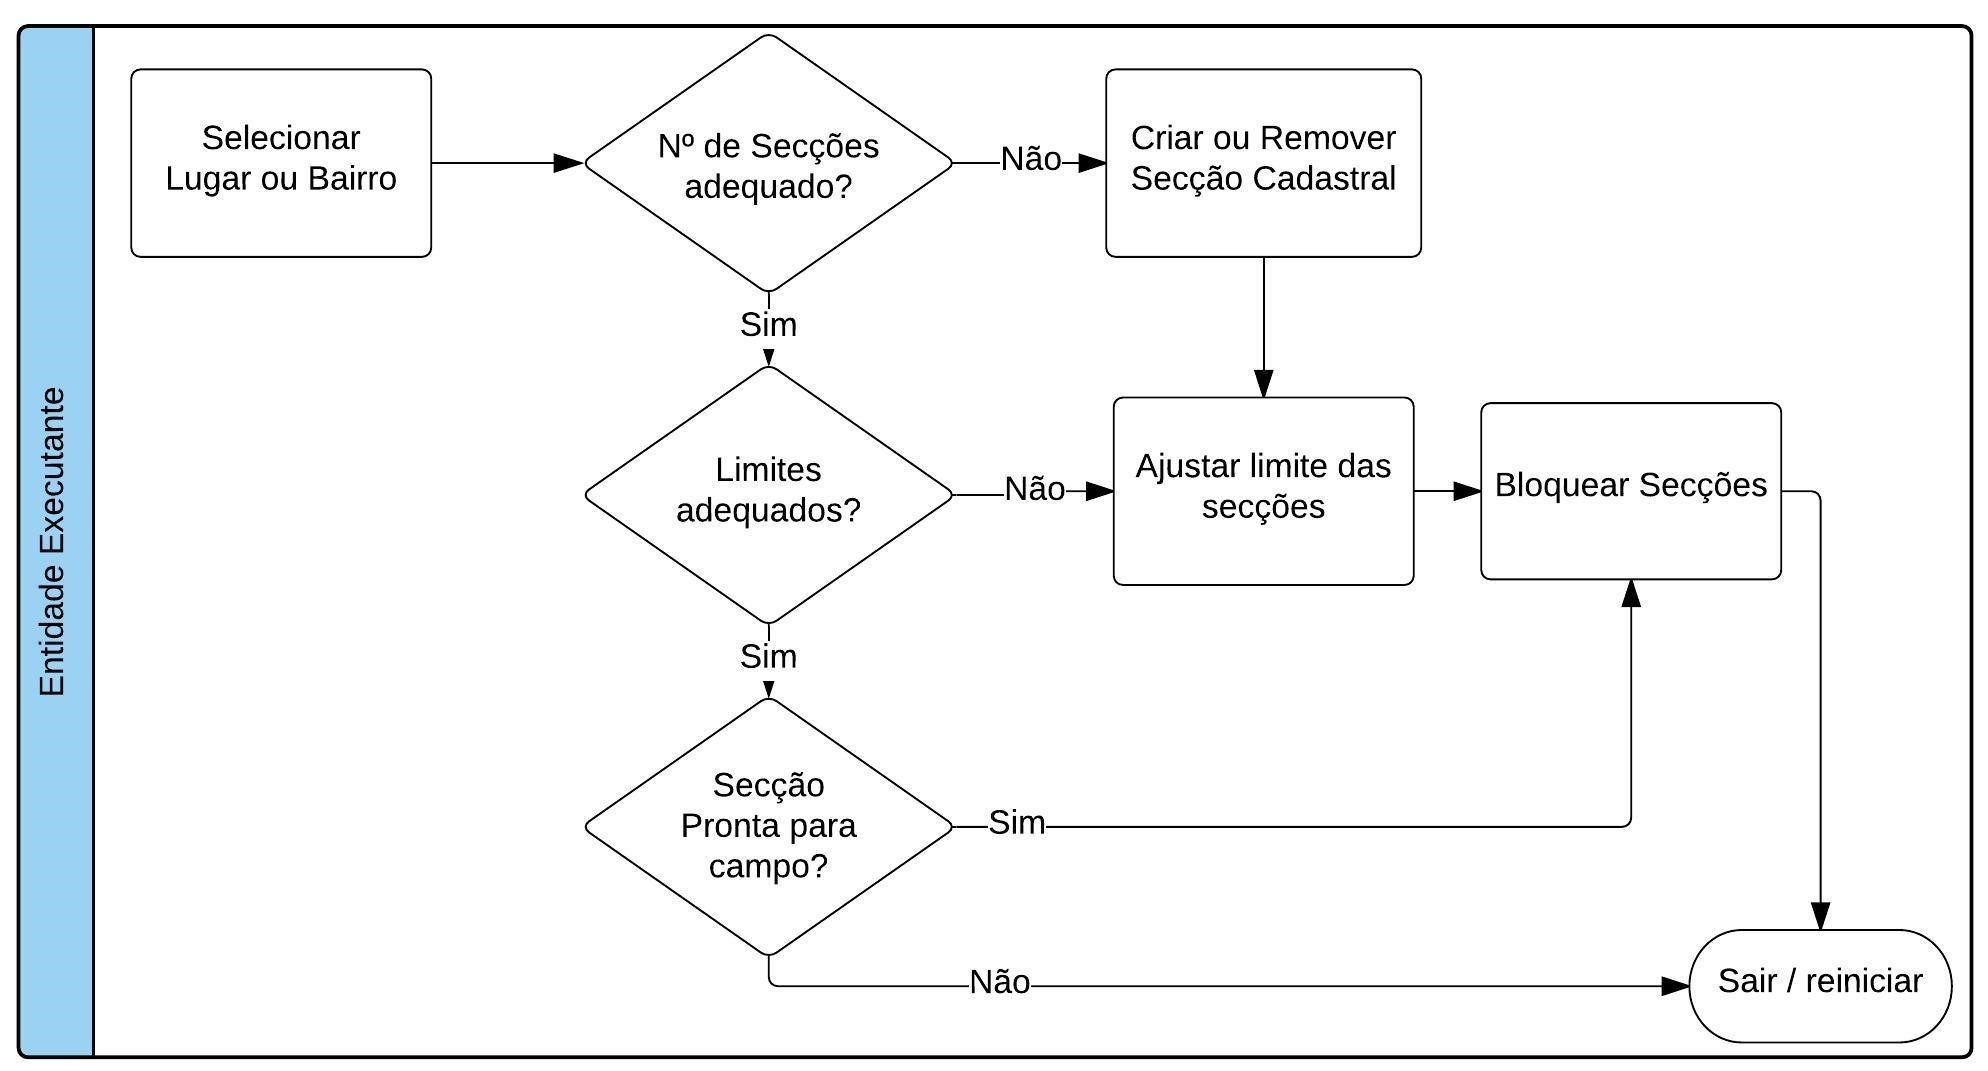 Entidade Executante
Selecionar
Lugar ou Bairro
Nº de Secções
adequado?
Não
Criar ou Remover
Secção Cadastral
Sim
Limites
adequados?
Não
Ajustar limite das
secções
Bloquear Secções
Sim
Secção
Pronta para
campo?
Sim
Não
Sair / reiniciar